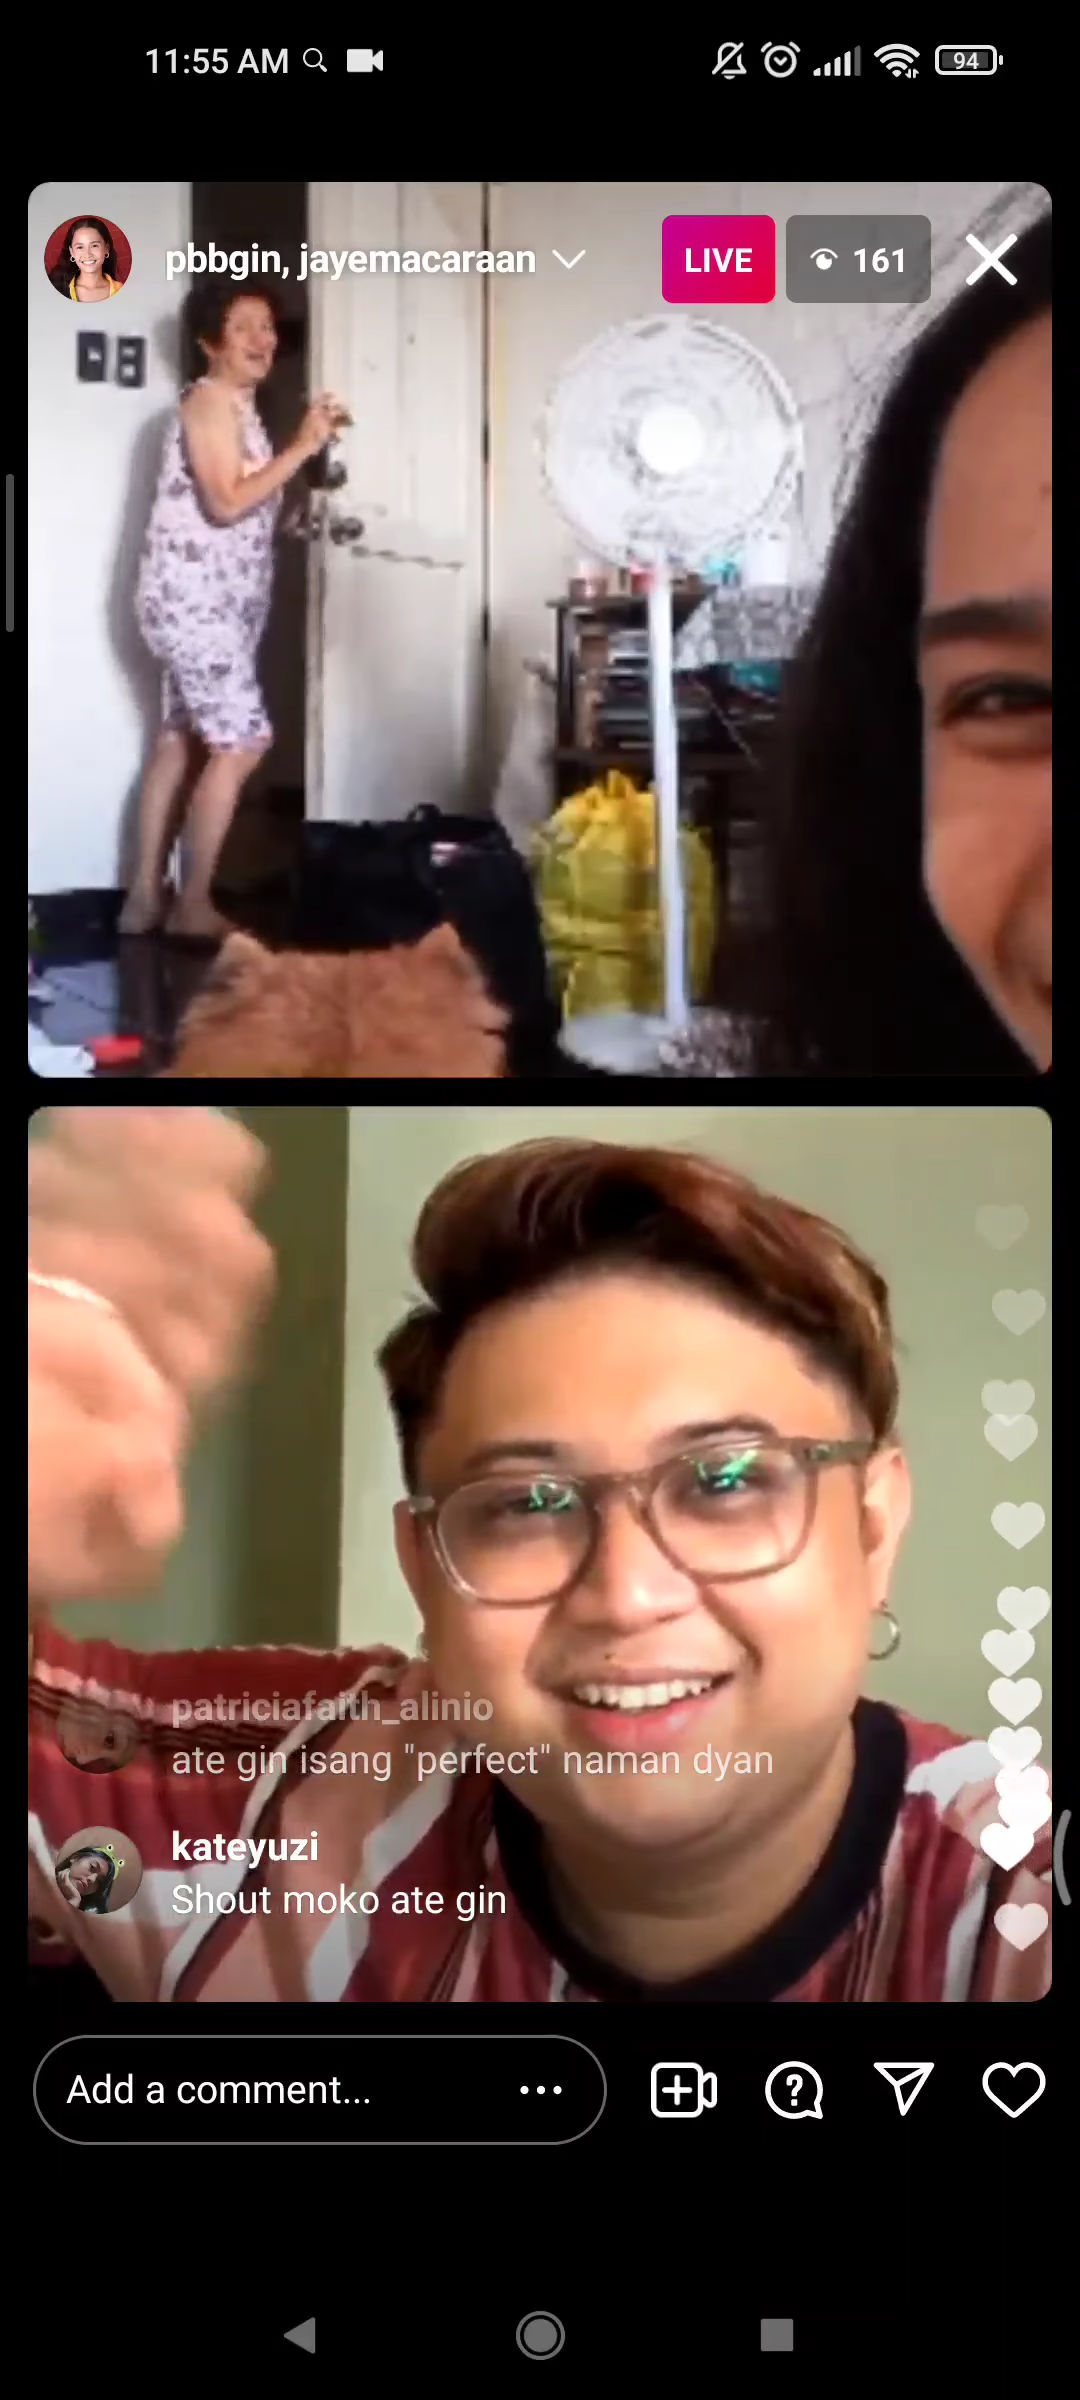 11:55 AM
94
pbbgin, jayemacaraan
LIVE
161
patriciafaith_alinio
ate gin isang "perfect" naman dyan
kateyuzi
Shout moko ate gin
Add a comment...